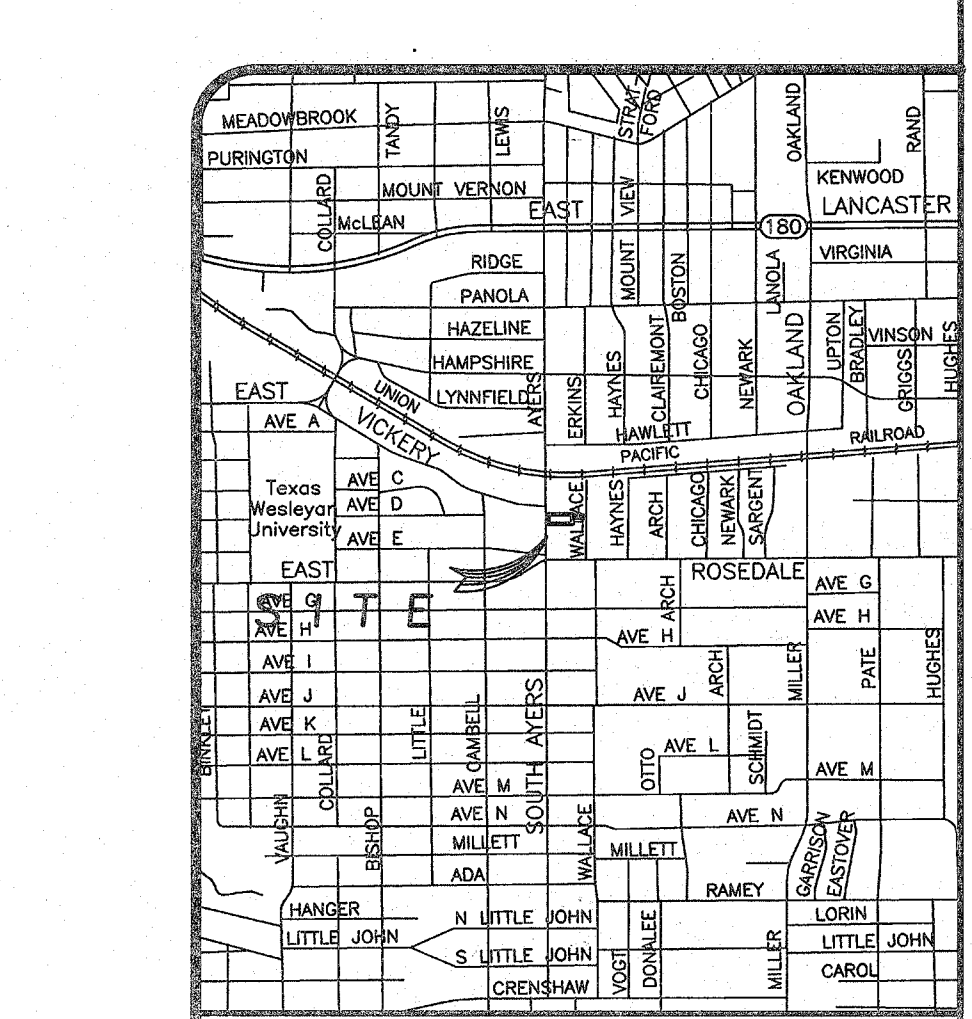 STRAT
FORD
MEADOWBROOK
TANDY
LEWIS
OAKLAND
RAND
PURINGTON
KENWOOD
COLLARD
MOUNT VERNON
VIEW
EAST
LANCASTER
McLEAN
180
RIDGE
MOUNT
BOSTON
LANOLA
VIRGINIA
PANOLA
HAZELINE
HAYNES
CLAIREMONT
CHICAGO
NEWARK
OAKLAND
UPTON
BRADLEY
VINSON
GRIGGS
HUGHES
HAMPSHIRE
EAST
UNION
LYNNFIELD
AYERS
ERKINS
AVE A
VICKERY
HAWLETT
PACIFIC
RAILROAD
AVE C
Texas
Wesleyan
University
AVE D
WALLACE
HAYNES
ARCH
CHICAGO
NEWARK
SARGENT
AVE E
EAST
ROSEDALE
SITE
AVE G
ARCH
AVE G
AVE H
AVE H
AVE H
AVE I
ARCH
MILLER
PATE
HUGHES
AVE J
AVE J
BINKLEY
AVE K
LITTLE
CAMBELL
SOUTH AYERS
AVE L
COLLARD
OTTO
AVE L
SCHMIDT
AVE M
AVE M
VAUGHN
BISHOP
AVE N
WALLACE
AVE N
GARRISON
EASTOVER
MILLETT
MILLETT
ADA
RAMEY
HANGER
N LITTLE JOHN
LORIN
LITTLE JOHN
VOGT
DONALEE
MILLER
LITTLE JOHN
S LITTLE JOHN
CAROL
CRENSHAW